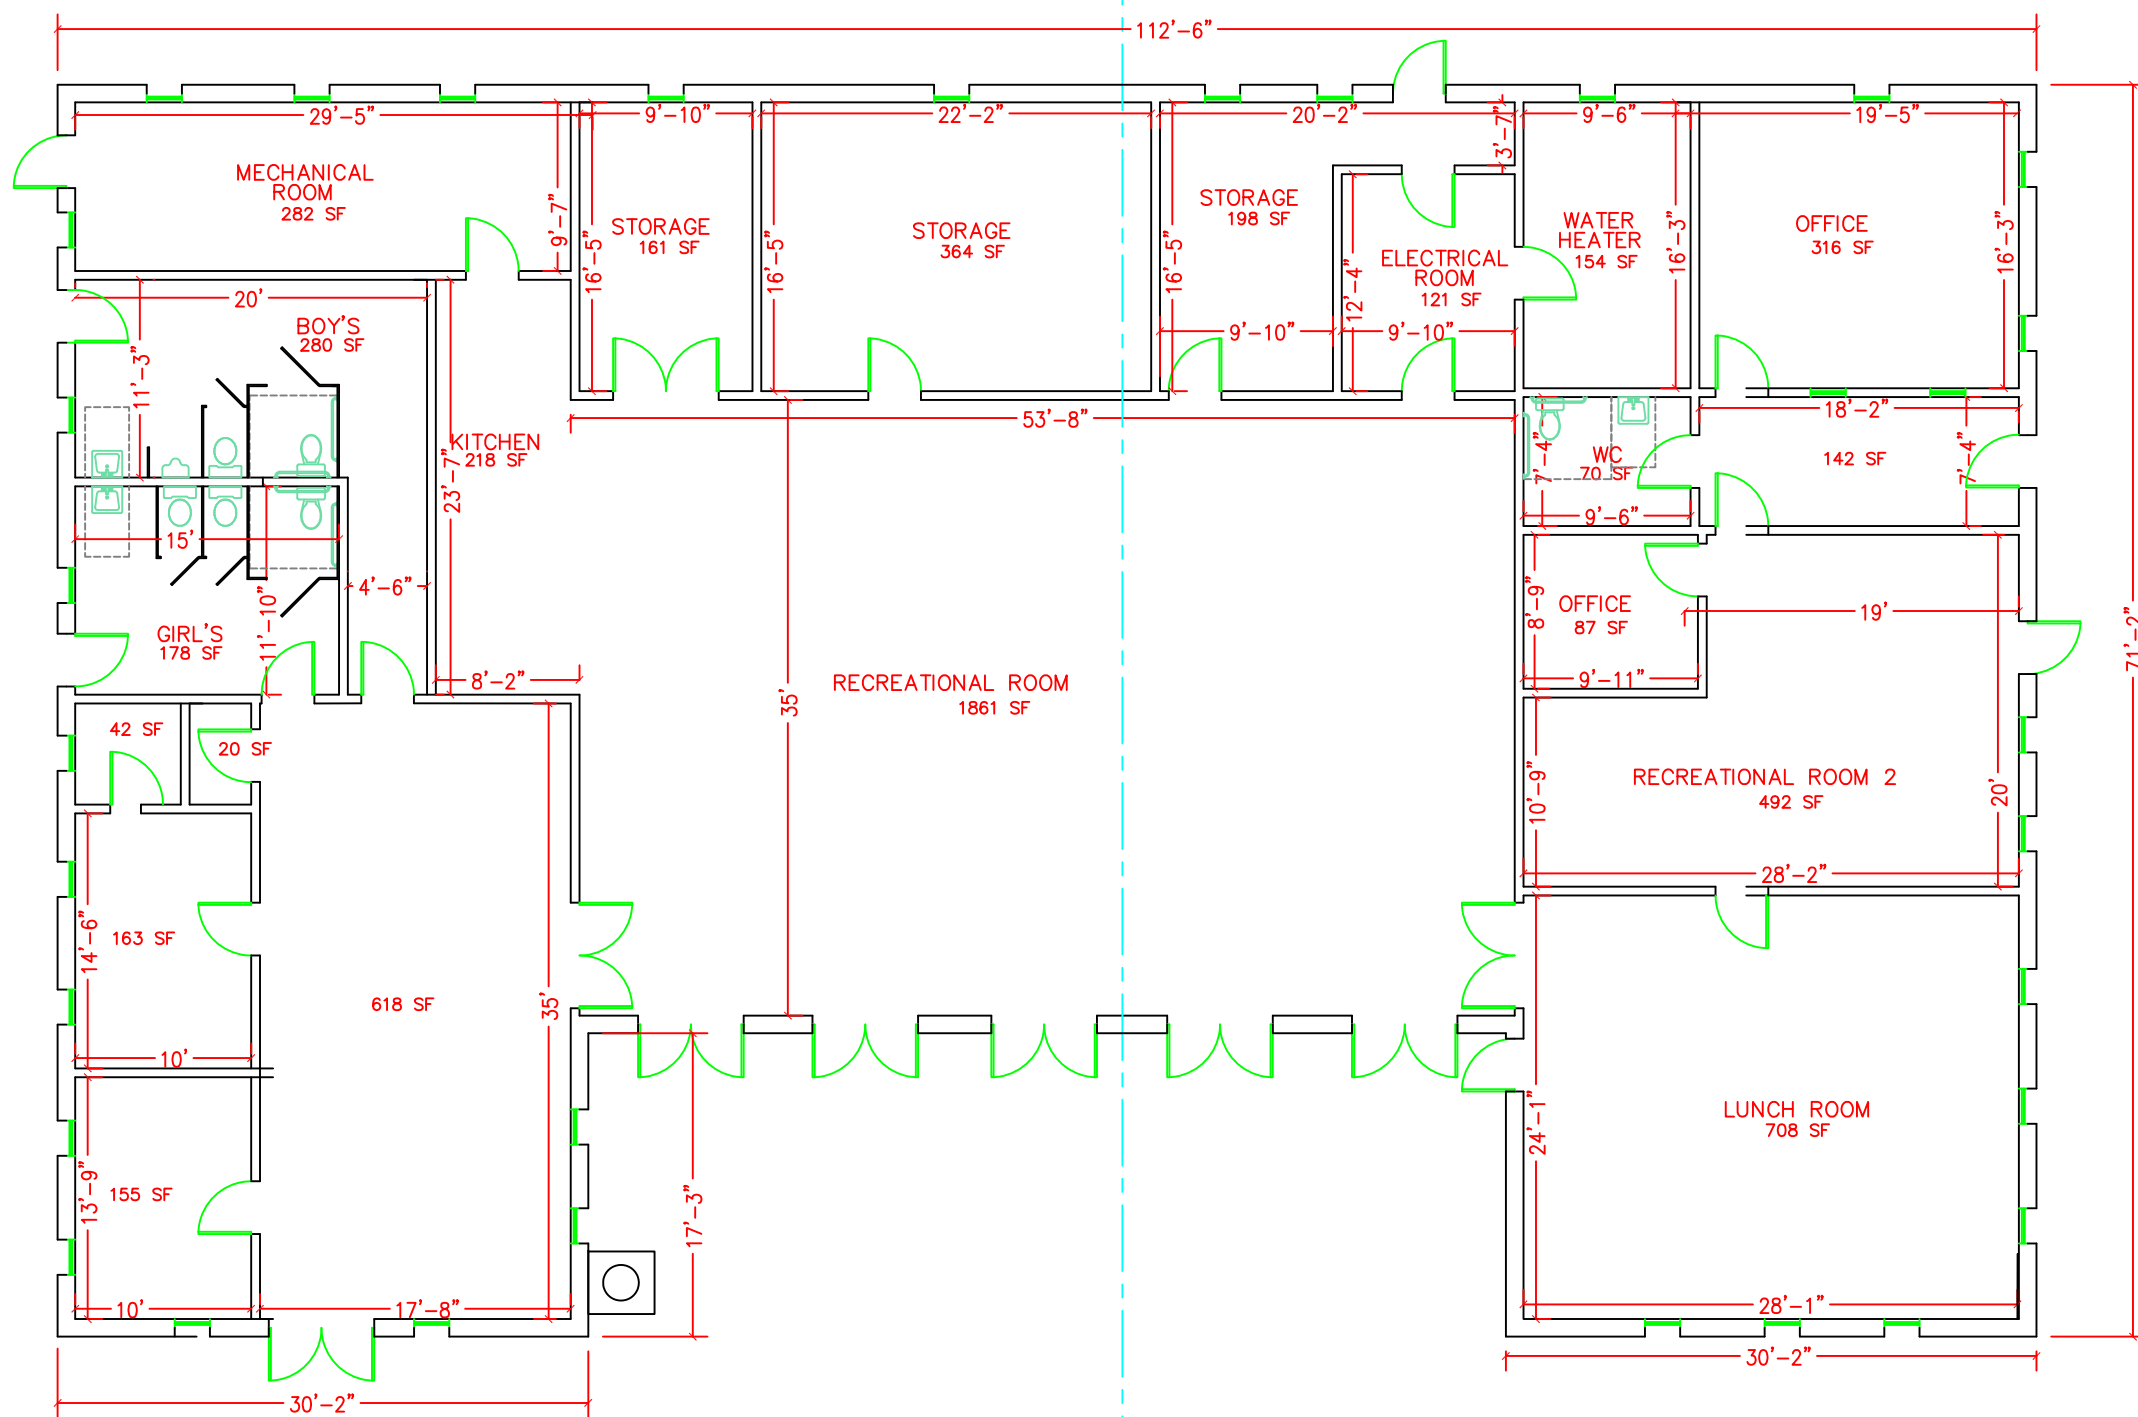 112'-6"
29'-5"
9'-10"
22'-2"
20'-2"
9'-6"
19'-5"
3'-7"
MECHANICAL
ROOM
282 SF
9'-7"
16'-5"
STORAGE
161 SF
16'-5"
STORAGE
364 SF
16'-5"
STORAGE
198 SF
ELECTRICAL
ROOM
121 SF
12'-4"
WATER
HEATER
154 SF
16'-3"
OFFICE
316 SF
16'-3"
20'
BOY'S
280 SF
11'-3"
9'-10"
9'-10"
53'-8"
18'-2"
KITCHEN
218 SF
23'-7"
7'-4"
WC
70 SF
142 SF
7'-4"
9'-6"
15'
4'-6"
11'-10"
GIRL'S
178 SF
8'-2"
8'-9"
OFFICE
87 SF
19'
71'-2"
9'-11"
RECREATIONAL ROOM
1861 SF
35'
42 SF
20 SF
10'-9"
RECREATIONAL ROOM 2
492 SF
20'
28'-2"
14'-6"
163 SF
618 SF
35'
10'
17'-3"
24'-1"
LUNCH ROOM
708 SF
13'-9"
155 SF
10'
17'-8"
28'-1"
30'-2"
30'-2"